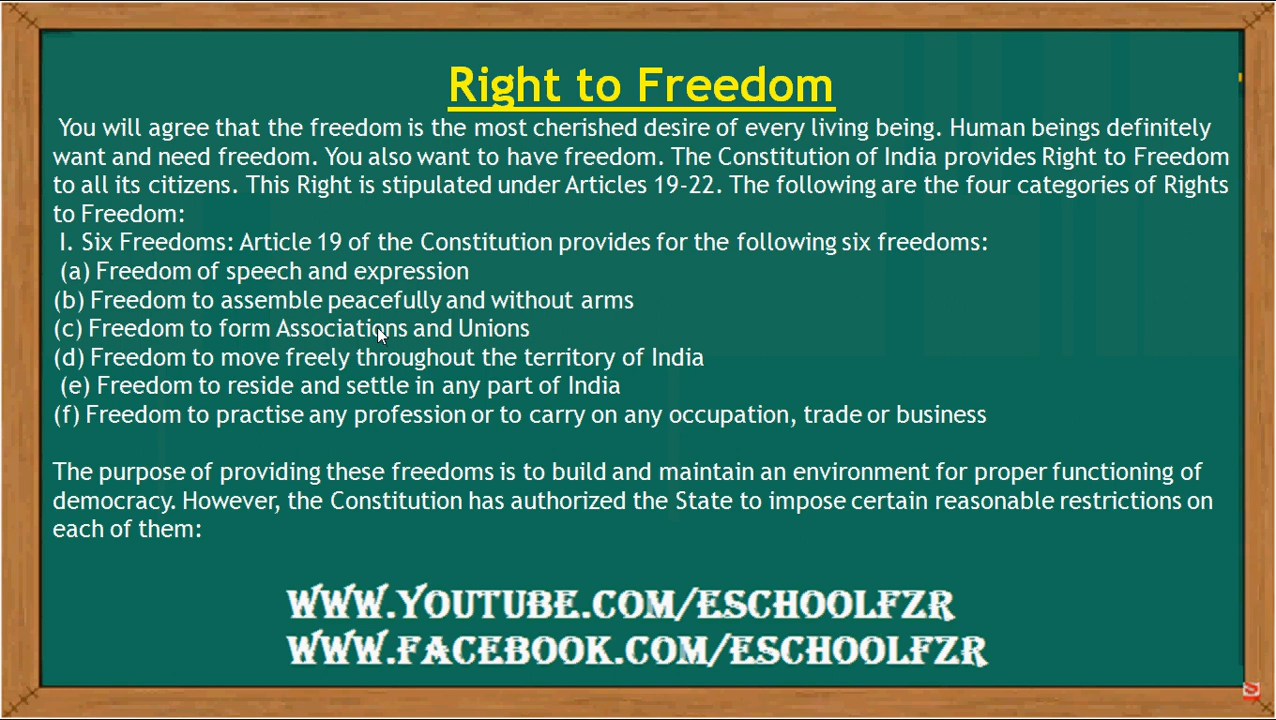 Right to Freedom
You will agree that the freedom is the most cherished desire of every living being. Human beings definitely
want and need freedom. You also want to have freedom. The Constitution of India provides Right to Freedom
to all its citizens. This Right is stipulated under Articles 19-22. The following are the four categories of Rights
to Freedom:
I. Six Freedoms: Article 19 of the Constitution provides for the following six freedoms:
(a) Freedom of speech and expression
(b) Freedom to assemble peacefully and without arms
(c) Freedom to form Associations and Unions
(d) Freedom to move freely throughout the territory of India
(e) Freedom to reside and settle in any part of India
(f) Freedom to practise any profession or to carry on any occupation, trade or business
The purpose of providing these freedoms is to build and maintain an environment for proper functioning of
democracy. However, the Constitution has authorized the State to impose certain reasonable restrictions on
each of them:
WWW.YOUTUBE.COM/ESCHOOLFZR
WWW.FACEBOOK.COM/ESCHOOLFZR
S